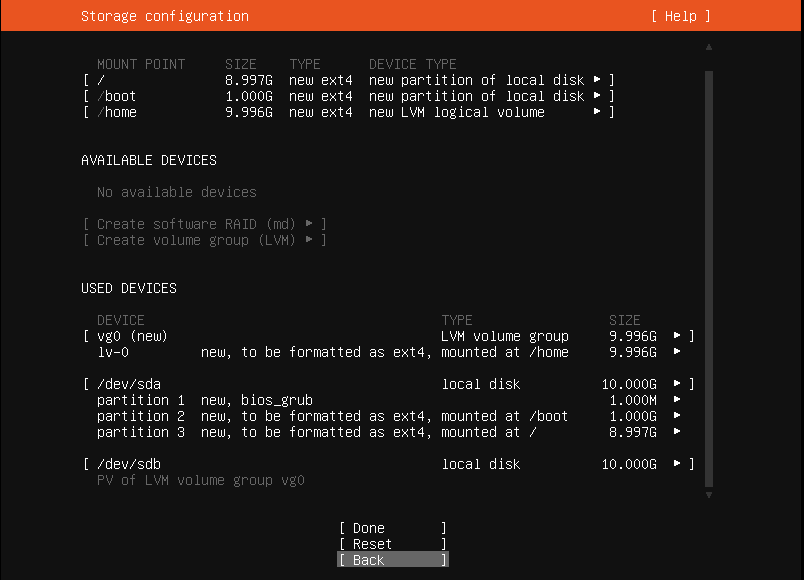 Storage configuration [ Help ]
MOUNT POINT SIZE TYPE DEVICE TYPE
[ / 8.997G new ext4 new partition of local disk ▸ ]
[ /boot 1.000G new ext4 new partition of local disk ▸ ]
[ /home 9.996G new ext4 new LVM logical volume ▸ ]
AVAILABLE DEVICES
No available devices
[ Create software RAID (md) ▸ ]
[ Create volume group (LVM) ▸ ]
USED DEVICES
DEVICE TYPE SIZE
[ vg0 (new) LVM volume group 9.996G ▸ ]
lv-0 new, to be formatted as ext4, mounted at /home 9.996G ▸
[ /dev/sda local disk 10.000G ▸ ]
partition 1 new, bios_grub 1.000M ▸
partition 2 new, to be formatted as ext4, mounted at /boot 1.000G ▸
partition 3 new, to be formatted as ext4, mounted at / 8.997G ▸
[ /dev/sdb local disk 10.000G ▸ ]
PV of LVM volume group vg0
[ Done ]
[ Reset ]
[ Back ]